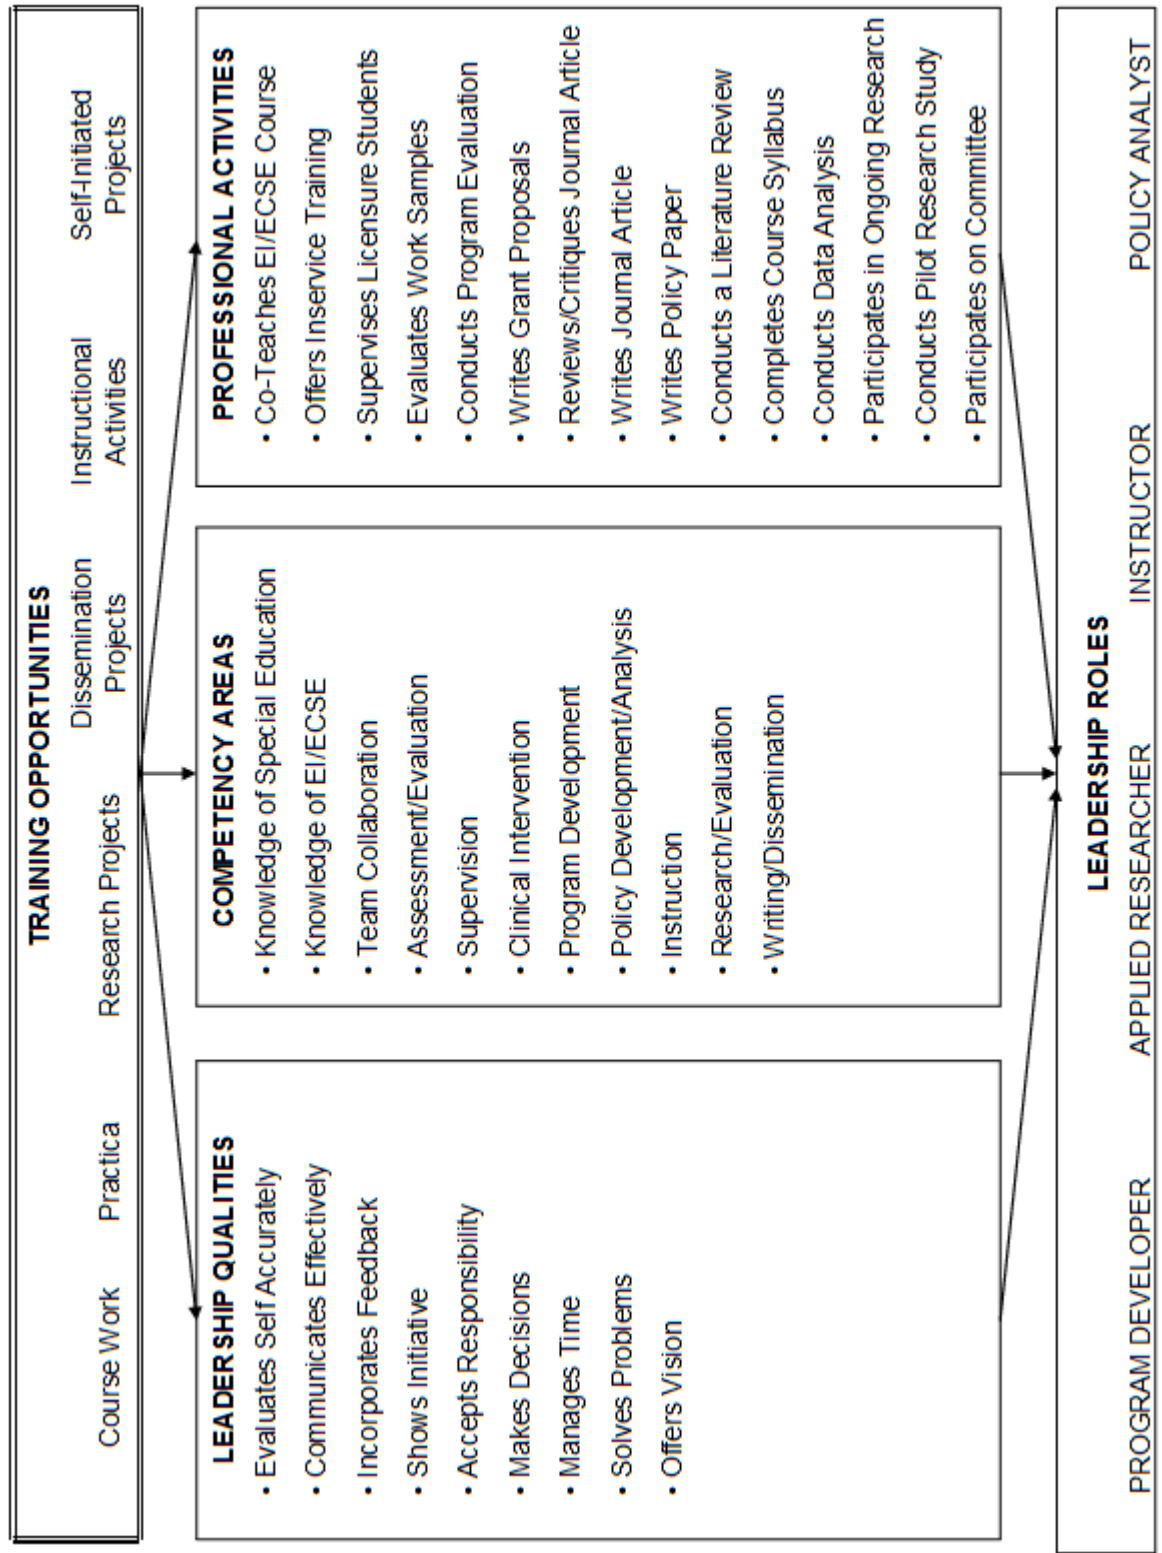 TRAINING OPPORTUNITIES
Course Work
Practica
Research Projects
Dissemination
Projects
Instructional
Activities
Self-Initiated
Projects
LEADERSHIP QUALITIES
• Evaluates Self Accurately
• Communicates Effectively
• Incorporates Feedback
• Shows Initiative
• Accepts Responsibility
• Makes Decisions
• Manages Time
• Solves Problems
• Offers Vision
COMPETENCY AREAS
• Knowledge of Special Education
• Knowledge of EI/ECSE
• Team Collaboration
• Assessment/Evaluation
• Supervision
• Clinical Intervention
• Program Development
• Policy Development/Analysis
• Instruction
• Research/Evaluation
• Writing/Dissemination
PROFESSIONAL ACTIVITIES
• Co-Teaches EI/ECSE Course
• Offers Inservice Training
• Supervises Licensure Students
• Evaluates Work Samples
• Conducts Program Evaluation
• Writes Grant Proposals
• Reviews/Critiques Journal Article
• Writes Journal Article
• Writes Policy Paper
• Conducts a Literature Review
• Completes Course Syllabus
• Conducts Data Analysis
• Participates in Ongoing Research
• Conducts Pilot Research Study
• Participates on Committee
LEADERSHIP ROLES
PROGRAM DEVELOPER
APPLIED RESEARCHER
INSTRUCTOR
POLICY ANALYST